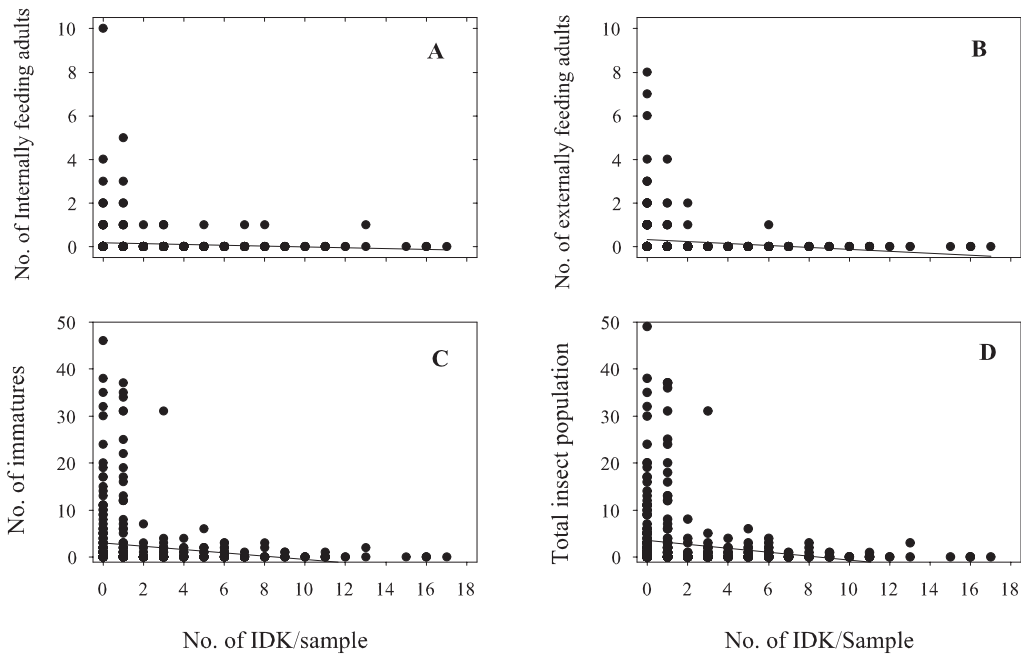 A
B
No. of Internally feeding adults
10
8
6
4
2
0
No. of externally feeding adults
10
8
6
4
2
0
C
D
No. of immatures
50
40
30
20
10
0
0 2 4 6 8 10 12 14 16 18
No. of IDK/sample
Total insect population
50
40
30
20
10
0
0 2 4 6 8 10 12 14 16 18
No. of IDK/Sample